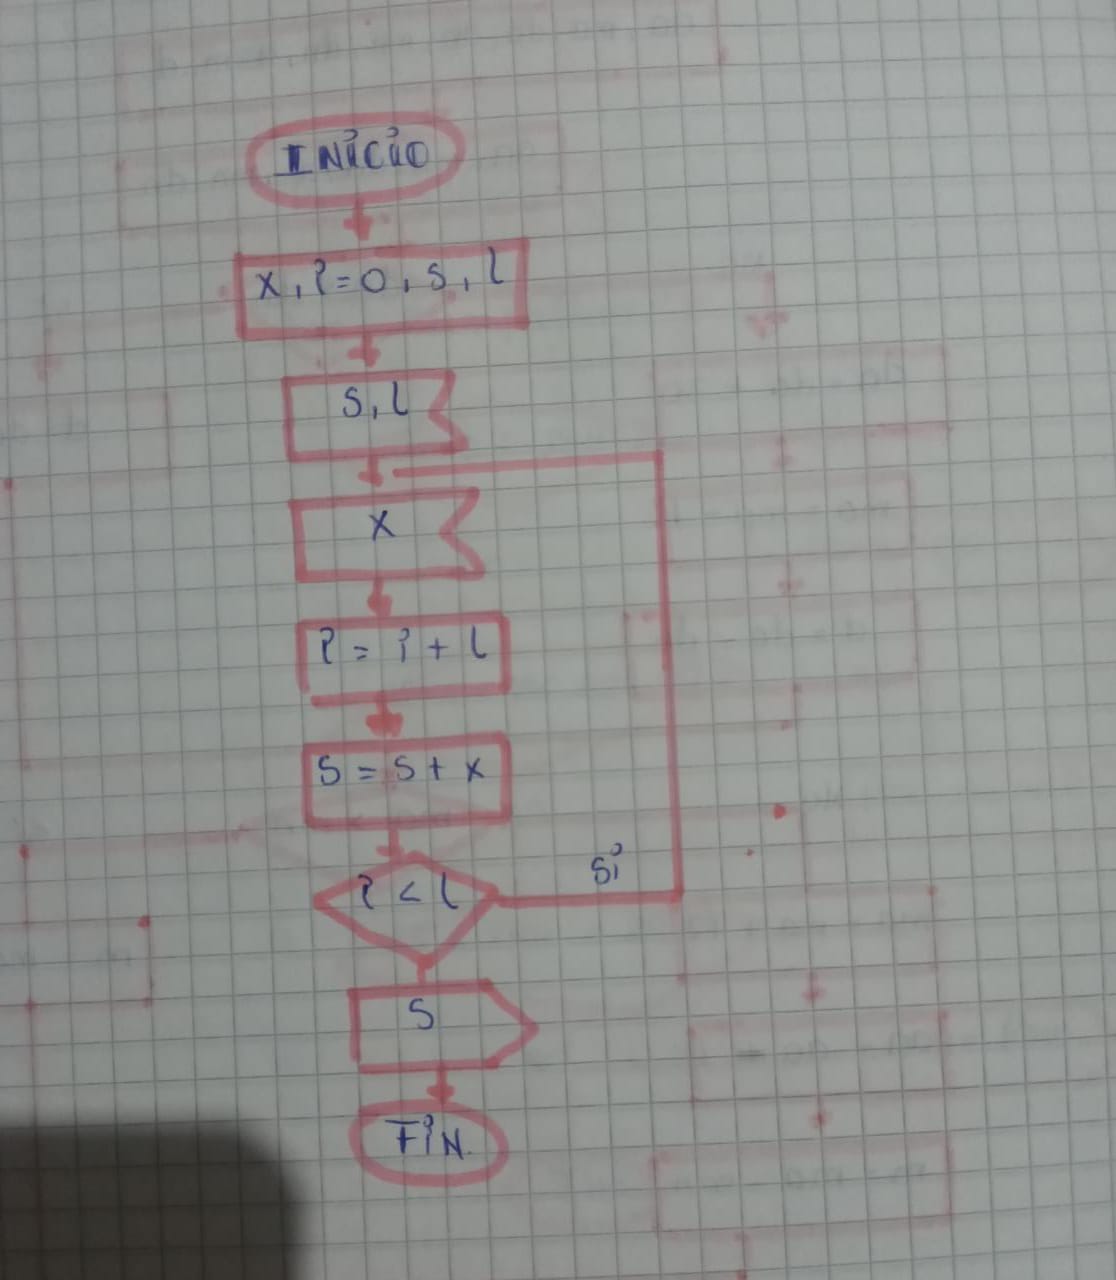 INiCiO
x, i=0, s, l
s, l
x
i = i + l
s = s + x
i < l
Si
s
FiN.